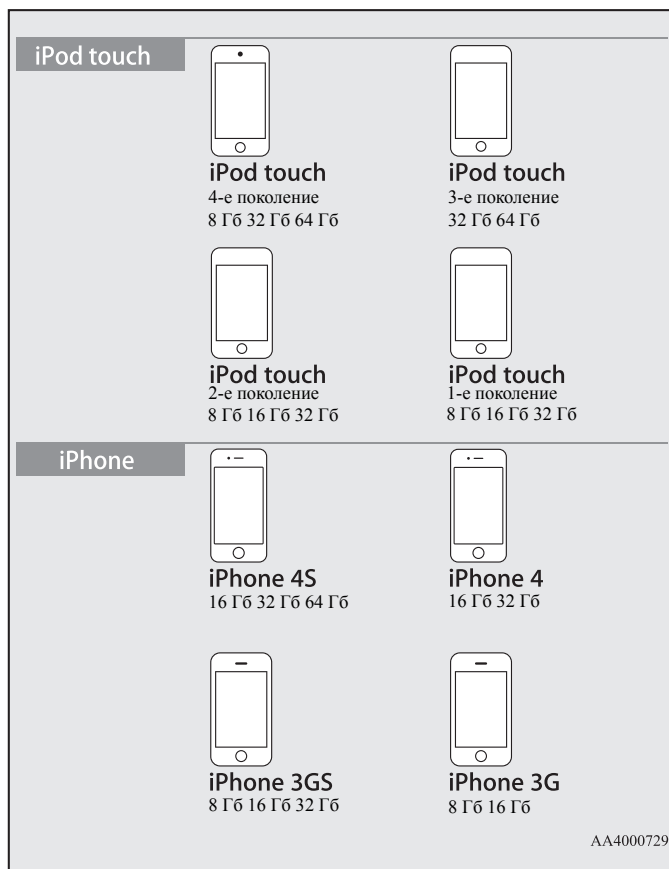 iPod touch
iPod touch
4-е поколение
8 Гб 32 Гб 64 Гб
iPod touch
3-е поколение
32 Гб 64 Гб
iPod touch
2-е поколение
8 Гб 16 Гб 32 Гб
iPod touch
1-е поколение
8 Гб 16 Гб 32 Гб
iPhone
iPhone 4S
16 Гб 32 Гб 64 Гб
iPhone 4
16 Гб 32 Гб
iPhone 3GS
8 Гб 16 Гб 32 Гб
iPhone 3G
8 Гб 16 Гб
AA4000729